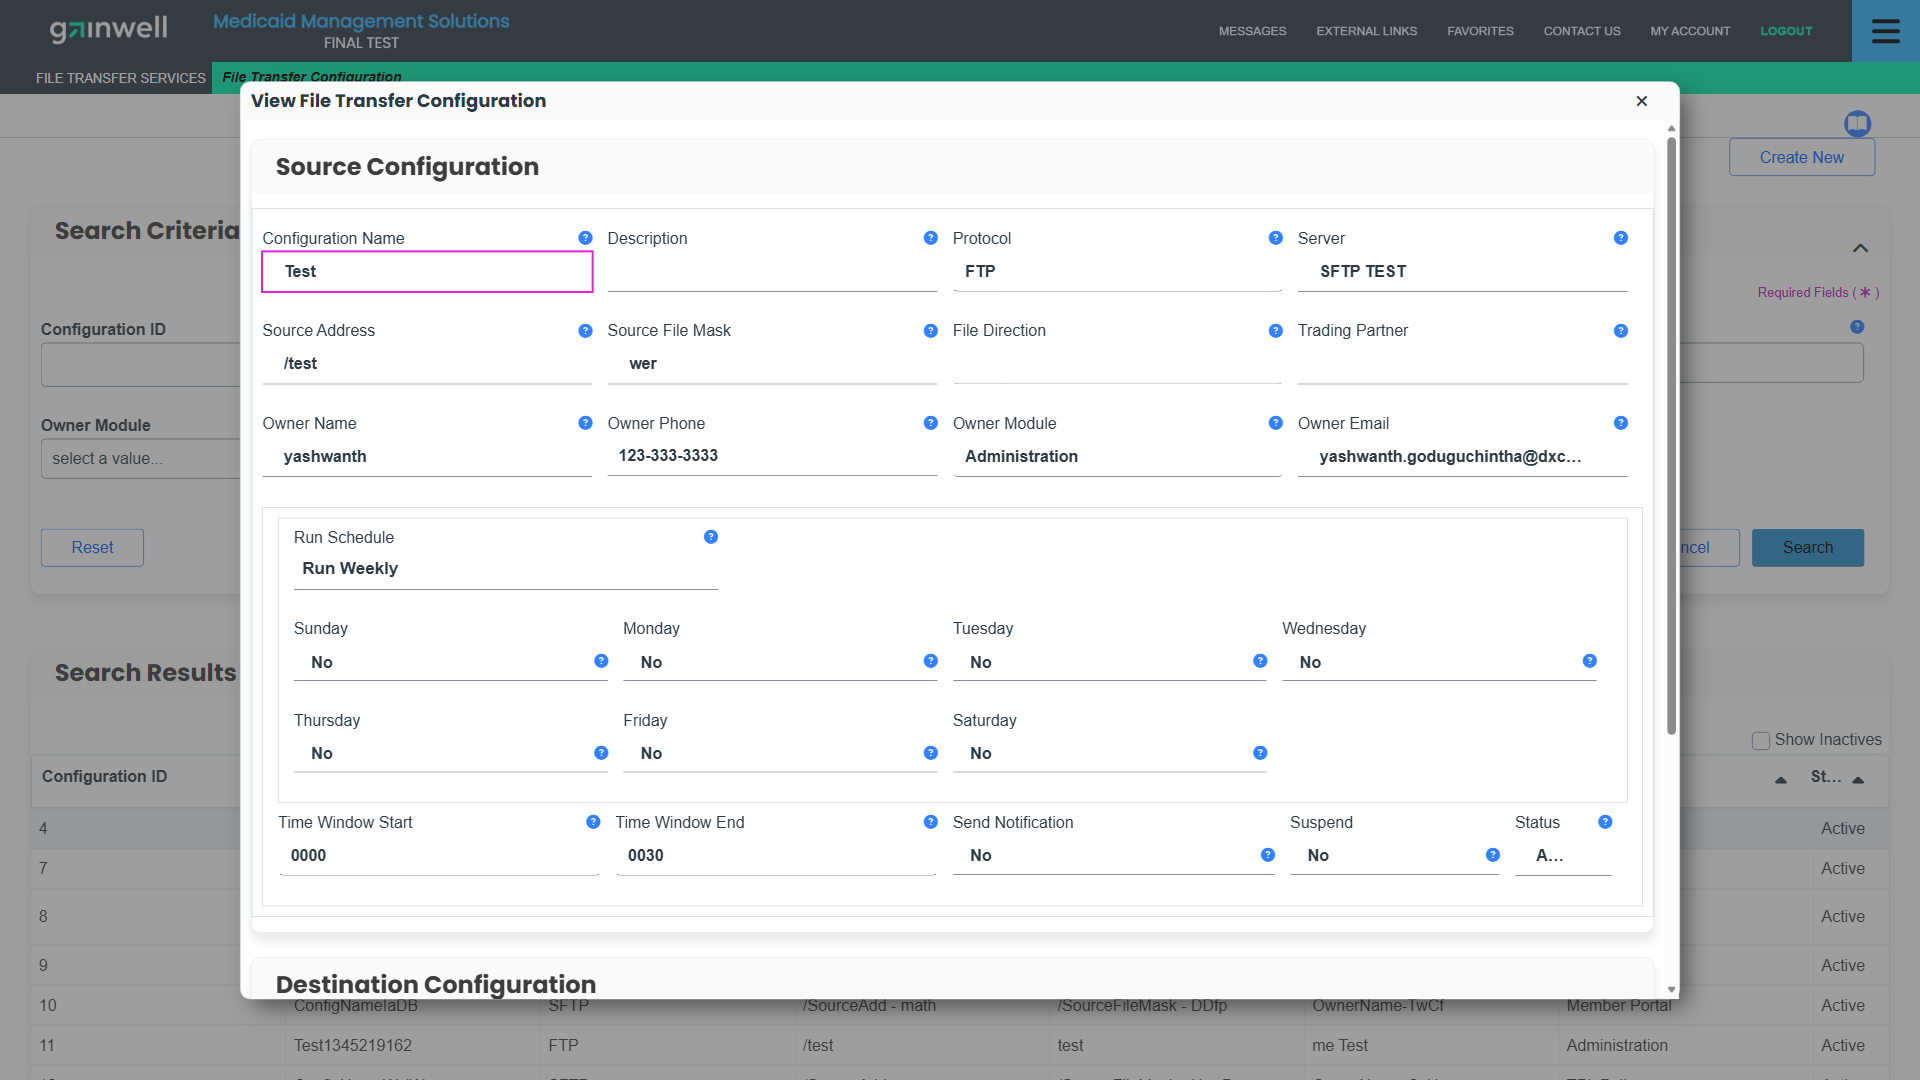 gainwell
Medicaid Management Solutions
FINAL TEST
MESSAGES EXTERNAL LINKS FAVORITES CONTACT US MY ACCOUNT LOGOUT
FILE TRANSFER SERVICES File Transfer Configuration
View File Transfer Configuration
Create New
Source Configuration
Search Criteria
Configuration Name Description Protocol Server
Test FTP SFTP TEST
Required Fields ( * )
Configuration ID
Source Address Source File Mask File Direction Trading Partner
/test wer
Owner Module
Owner Name Owner Phone Owner Module Owner Email
yashwanth 123-333-3333 Administration yashwanth.goduguchintha@dxc...
select a value...
Run Schedule
Run Weekly
Reset Search
Sunday Monday Tuesday Wednesday
No No No No
Search Results
Thursday Friday Saturday
No No No
Show Inactives
Configuration ID St...
Time Window Start Time Window End Send Notification Suspend Status
0000 0030 No No A...
4 Active
7 Active
8 Active
9 Active
Destination Configuration
10 ConfigNameIaDB SFTP /SourceAdd - math /SourceFileMask - DDfp OwnerName-TwCf Member Portal Active
11 Test1345219162 FTP /test test me Test Administration Active